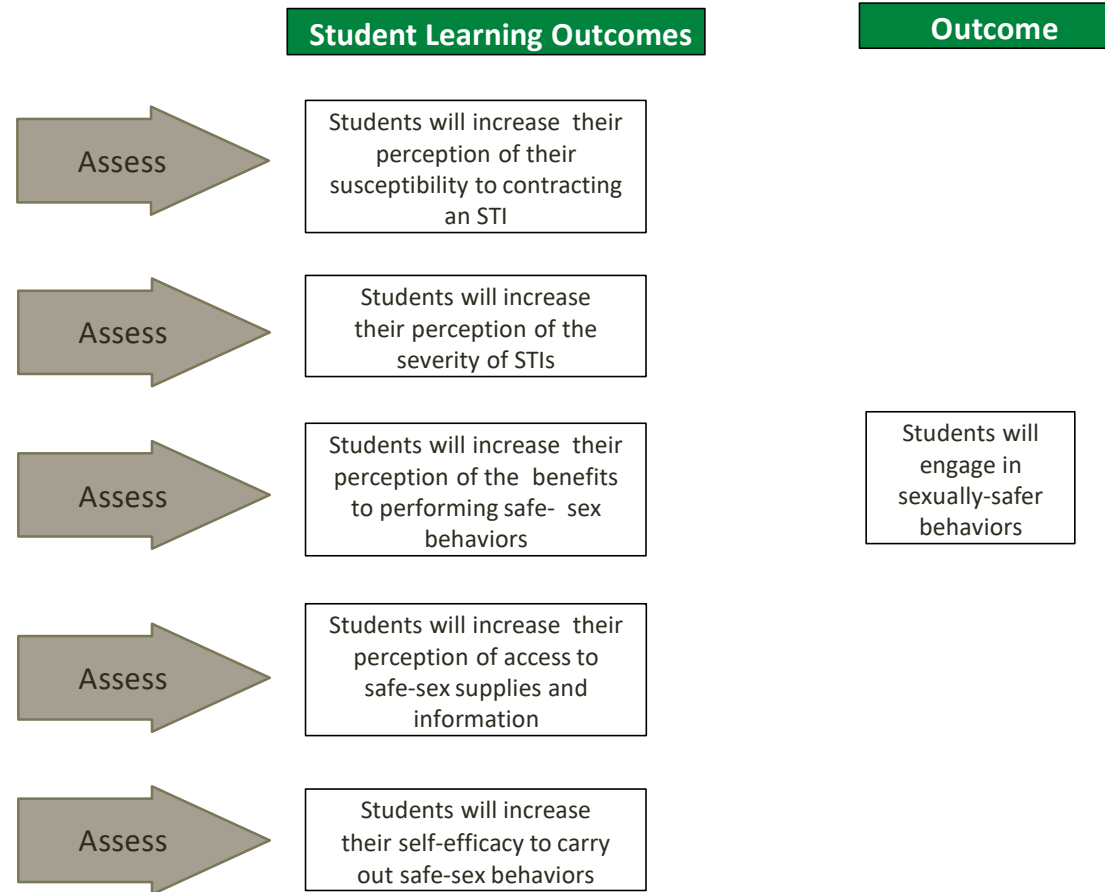 Student Learning Outcomes
Outcome
Assess
Students will increase their
perception of their
susceptibility to contracting
an STI
Assess
Students will increase
their perception of the
severity of STIs
Assess
Students will increase their
perception of the benefits
to performing safe- sex
behaviors
Students will
engage in
sexually-safer
behaviors
Assess
Students will increase their
perception of access to
safe-sex supplies and
information
Assess
Students will increase
their self-efficacy to carry
out safe-sex behaviors